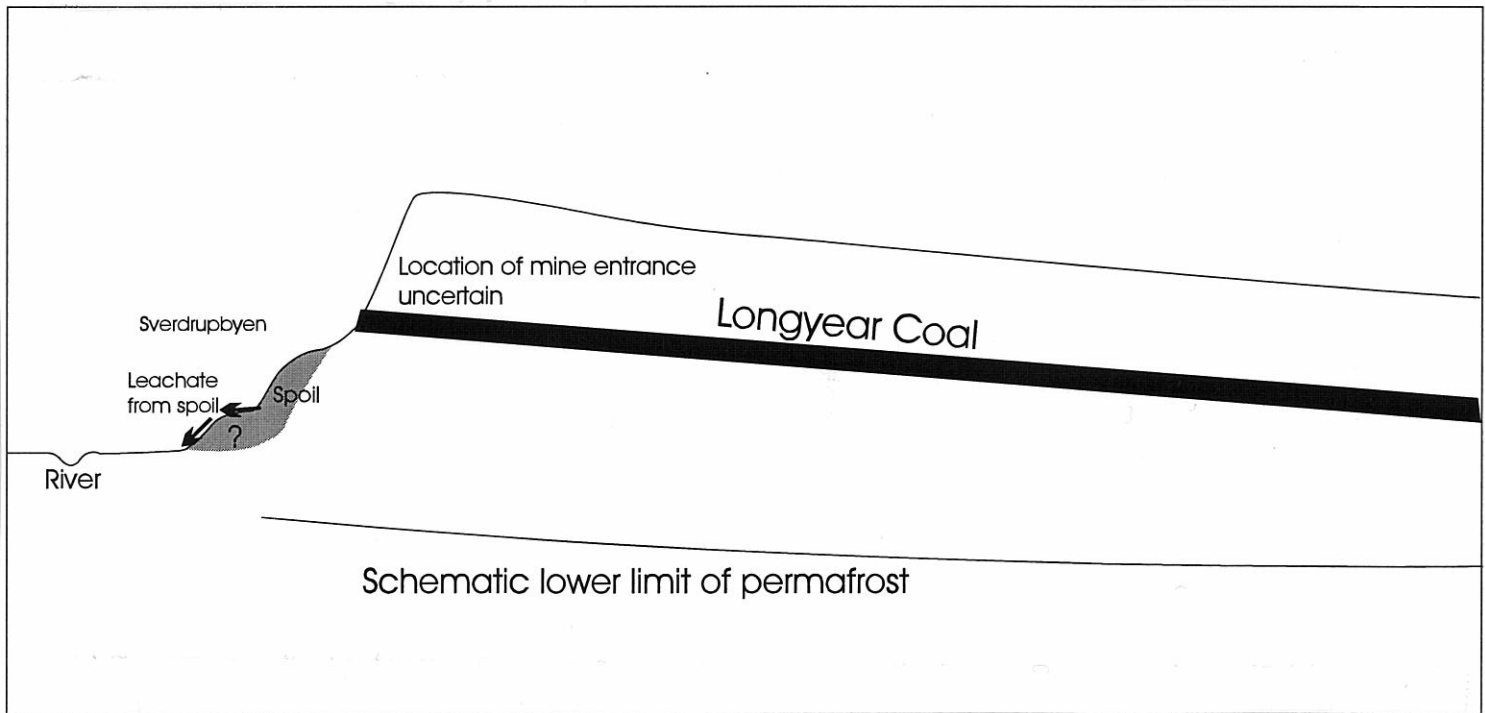 Location of mine entrance
uncertain
Longyear Coal
Sverdrupbyen
Leachate
from spoil
Spoil
?
River
Schematic lower limit of permafrost